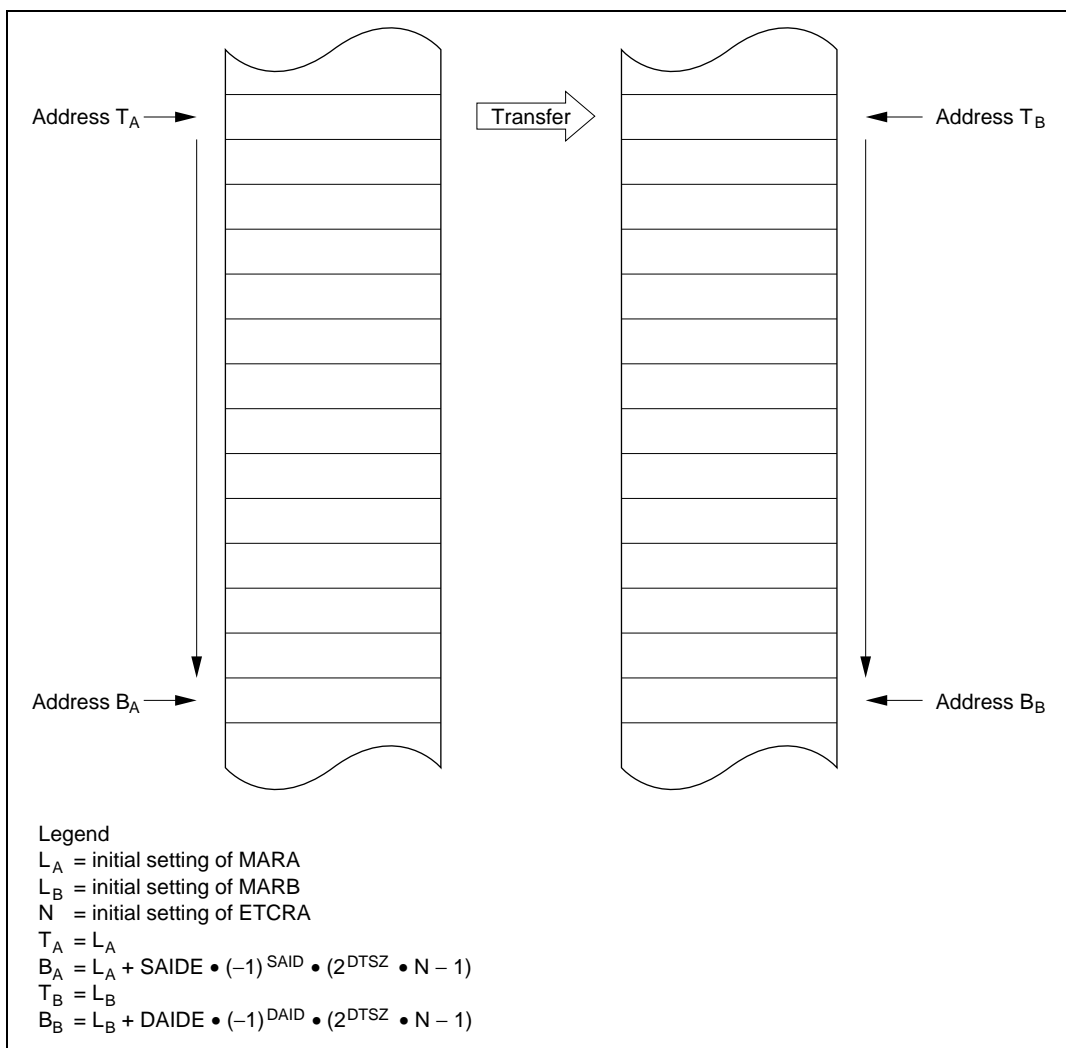 Address T_A
Transfer
Address T_B
Address B_A
Address B_B
Legend
L_A = initial setting of MARA
L_B = initial setting of MARB
N = initial setting of ETCRA
T_A = L_A
B_A = L_A + SAIDE • (–1)^SAID • (2^DTSZ • N – 1)
T_B = L_B
B_B = L_B + DAIDE • (–1)^DAID • (2^DTSZ • N – 1)